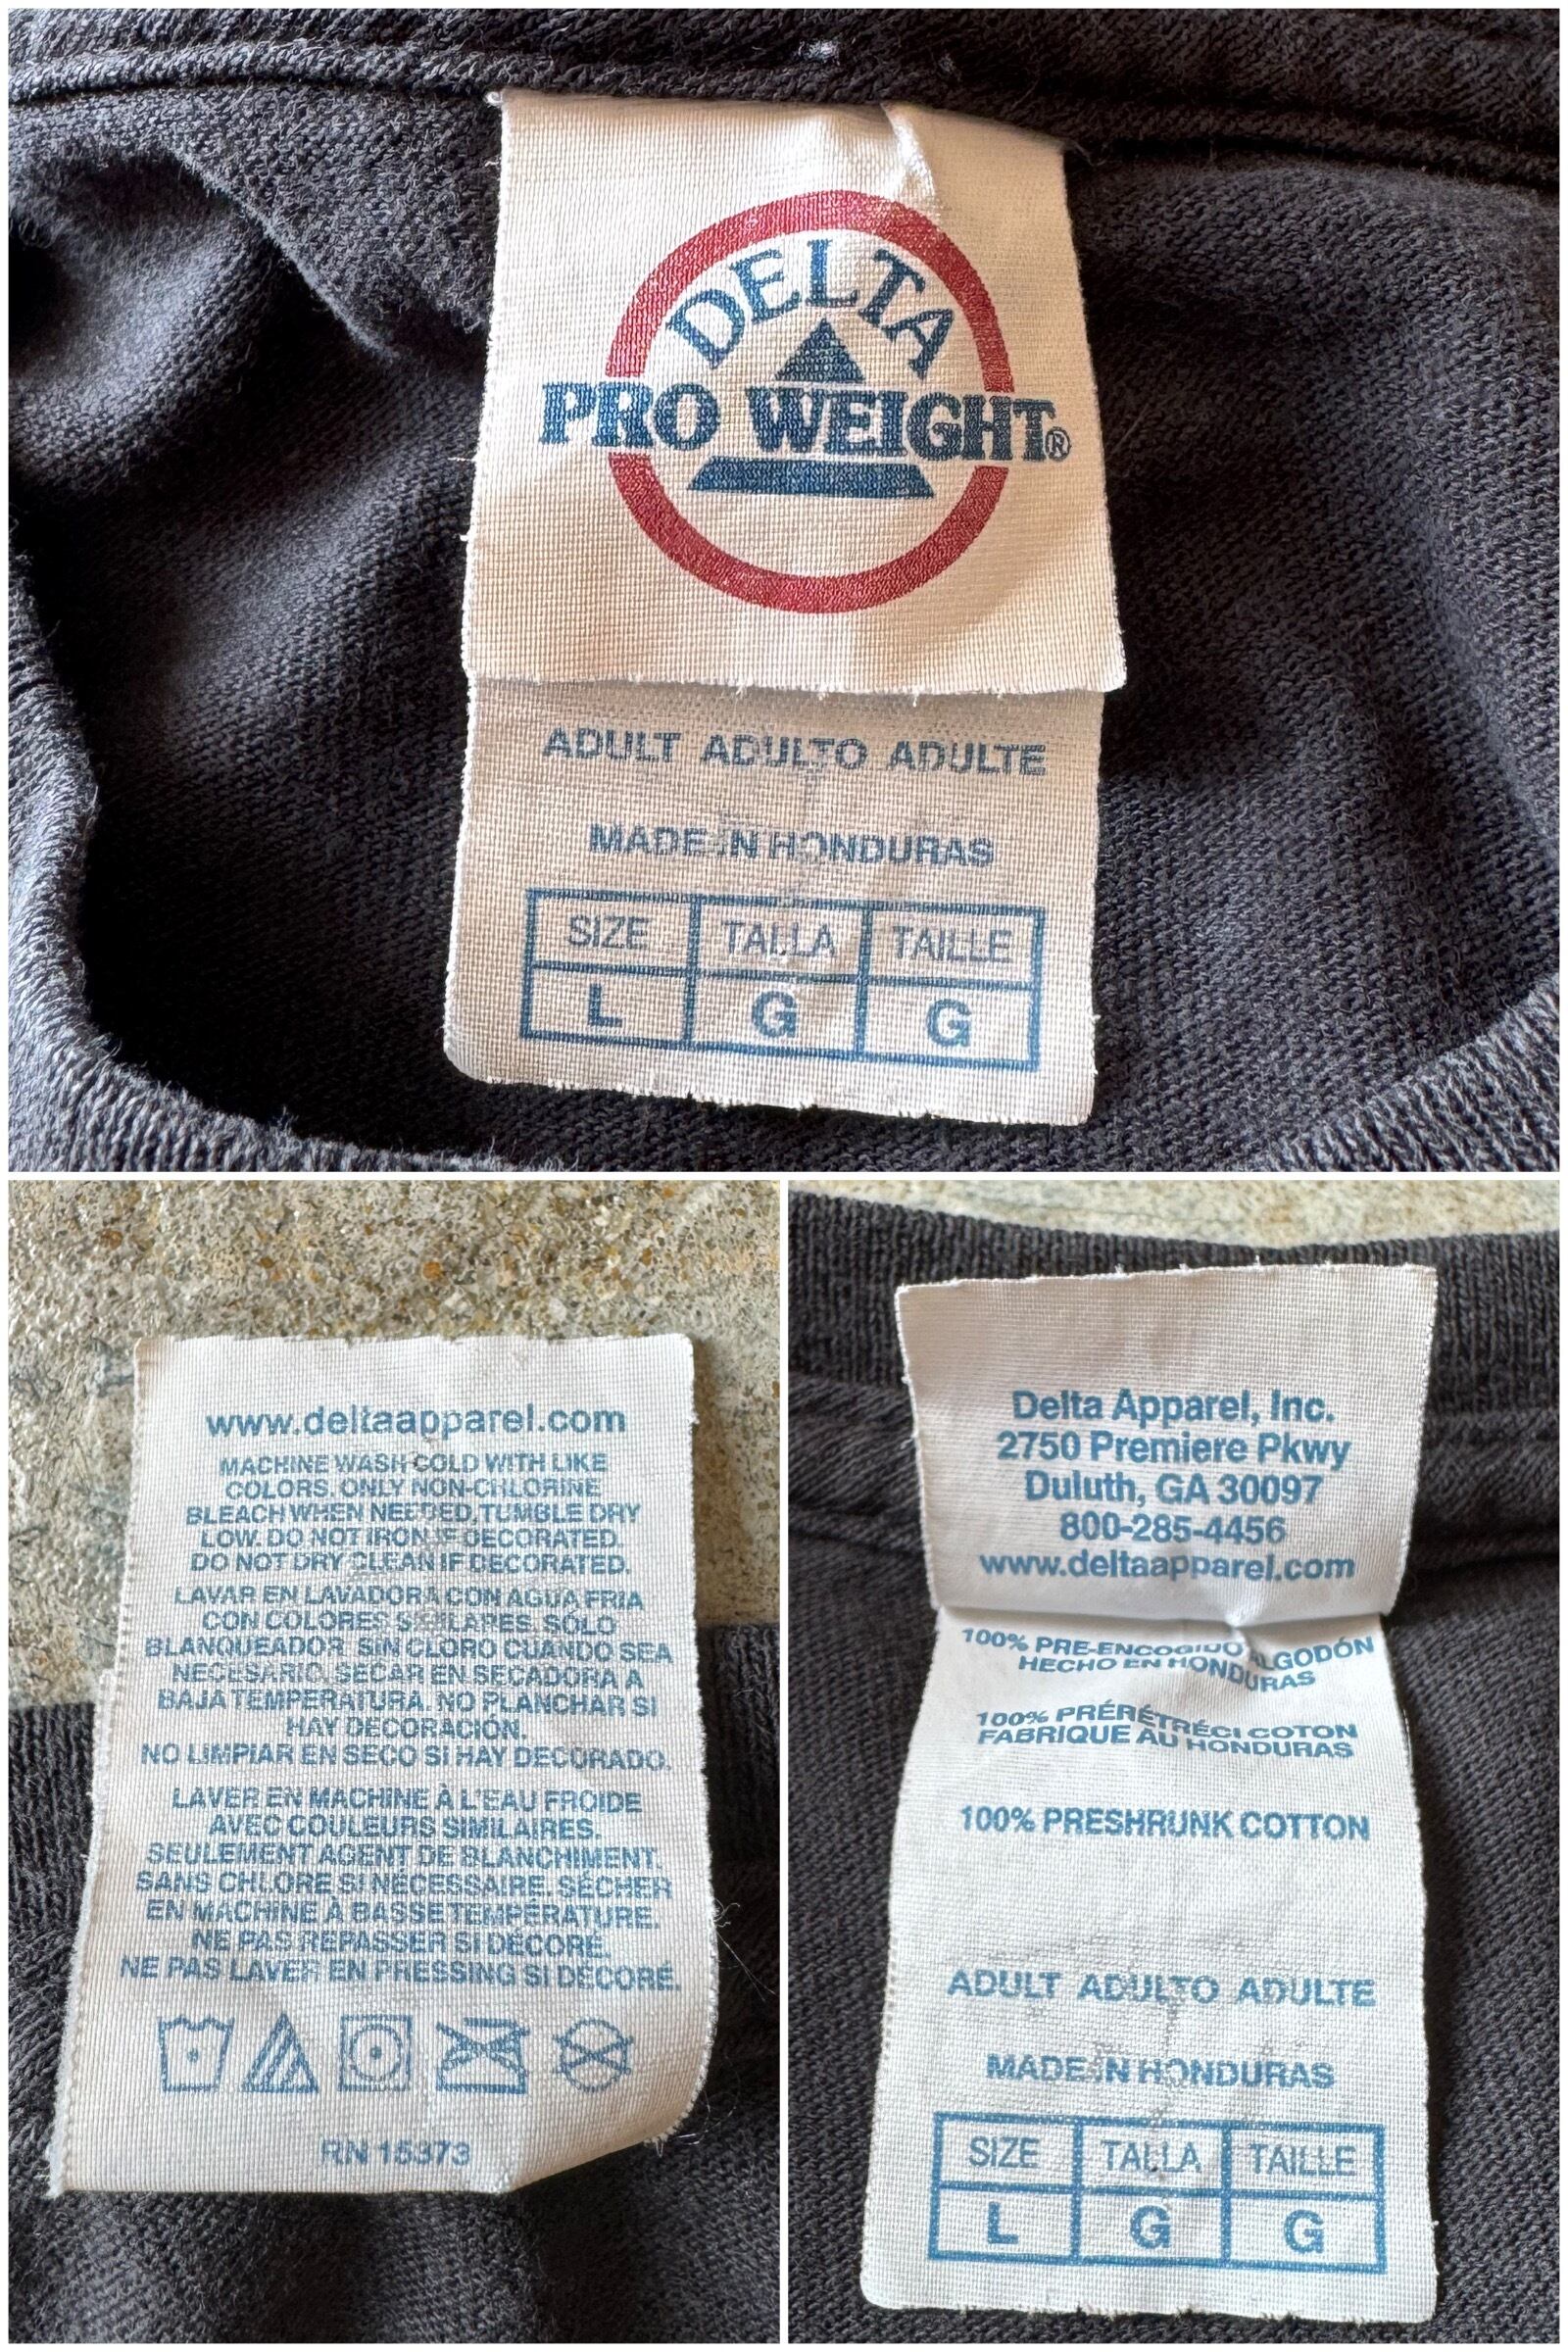 DELTA
PRO WEIGHT®
ADULT ADULTO ADULTE
MADE IN HONDURAS
SIZE TALLA TAILLE
L G G
www.deltaapparel.com
MACHINE WASH COLD WITH LIKE
COLORS. ONLY NON-CHLORINE
BLEACH WHEN NEEDED. TUMBLE DRY
LOW. DO NOT IRON IF DECORATED.
DO NOT DRY CLEAN IF DECORATED.
LAVAR EN LAVADORA CON AGUA FRIA
CON COLORES SIMILARES. SÓLO
BLANQUEADOR SIN CLORO CUANDO SEA
NECESARIO. SECAR EN SECADORA A
BAJA TEMPERATURA. NO PLANCHAR SI
HAY DECORACIÓN.
NO LIMPIAR EN SECO SI HAY DECORADO.
LAVER EN MACHINE À L'EAU FROIDE
AVEC COULEURS SIMILAIRES.
SEULEMENT AGENT DE BLANCHIMENT.
SANS CHLORE SI NÉCESSAIRE. SÉCHER
EN MACHINE À BASSE TEMPÉRATURE.
NE PAS REPASSER SI DÉCORÉ.
NE PAS LAVER EN PRESSING SI DÉCORÉ.
RN 15373
Delta Apparel, Inc.
2750 Premiere Pkwy
Duluth, GA 30097
800-285-4456
www.deltaapparel.com
100% PRE-ENCOGIDO ALGODÓN
HECHO EN HONDURAS
100% PRÉRÉTRÉCI COTON
FABRIQUE AU HONDURAS
100% PRESHRUNK COTTON
ADULT ADULTO ADULTE
MADE IN HONDURAS
SIZE TALLA TAILLE
L G G